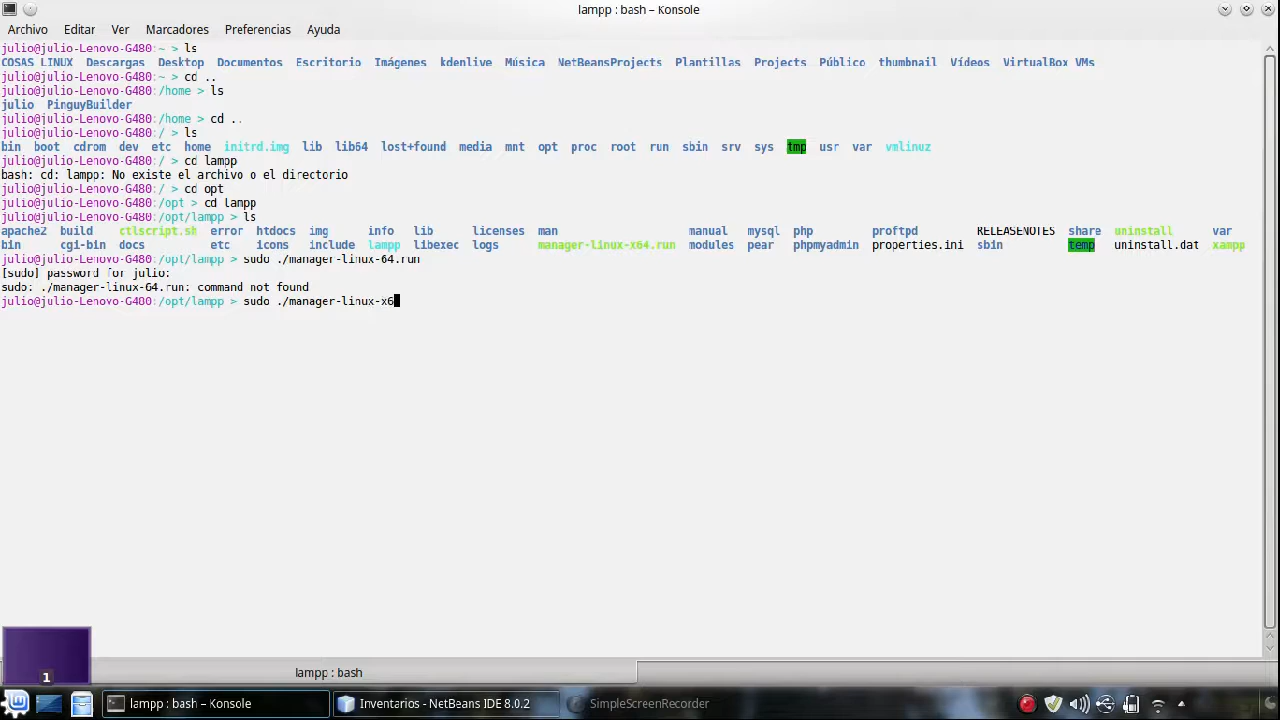 lampp : bash – Konsole
Archivo Editar Ver Marcadores Preferencias Ayuda
julio@julio-Lenovo-G480:~ > ls
COSAS LINUX Descargas Desktop Documentos Escritorio Imágenes kdenlive Música NetBeansProjects Plantillas Projects Público thumbnail Vídeos VirtualBox VMs
julio@julio-Lenovo-G480:~ > cd ..
julio@julio-Lenovo-G480:/home > ls
julio PinguyBuilder
julio@julio-Lenovo-G480:/home > cd ..
julio@julio-Lenovo-G480:/ > ls
bin boot cdrom dev etc home initrd.img lib lib64 lost+found media mnt opt proc root run sbin srv sys tmp usr var vmlinuz
julio@julio-Lenovo-G480:/ > cd lampp
bash: cd: lampp: No existe el archivo o el directorio
julio@julio-Lenovo-G480:/ > cd opt
julio@julio-Lenovo-G480:/opt > cd lampp
julio@julio-Lenovo-G480:/opt/lampp > ls
apache2 build ctlscript.sh error htdocs img info lib licenses man manual mysql php proftpd RELEASENOTES share uninstall var
bin cgi-bin docs etc icons include lampp libexec logs manager-linux-x64.run modules pear phpmyadmin properties.ini sbin temp uninstall.dat xampp
julio@julio-Lenovo-G480:/opt/lampp > sudo ./manager-linux-64.run
[sudo] password for julio:
sudo: ./manager-linux-64.run: command not found
julio@julio-Lenovo-G480:/opt/lampp > sudo ./manager-linux-x6
1
lampp : bash
lampp : bash – Konsole
Inventarios - NetBeans IDE 8.0.2
SimpleScreenRecorder